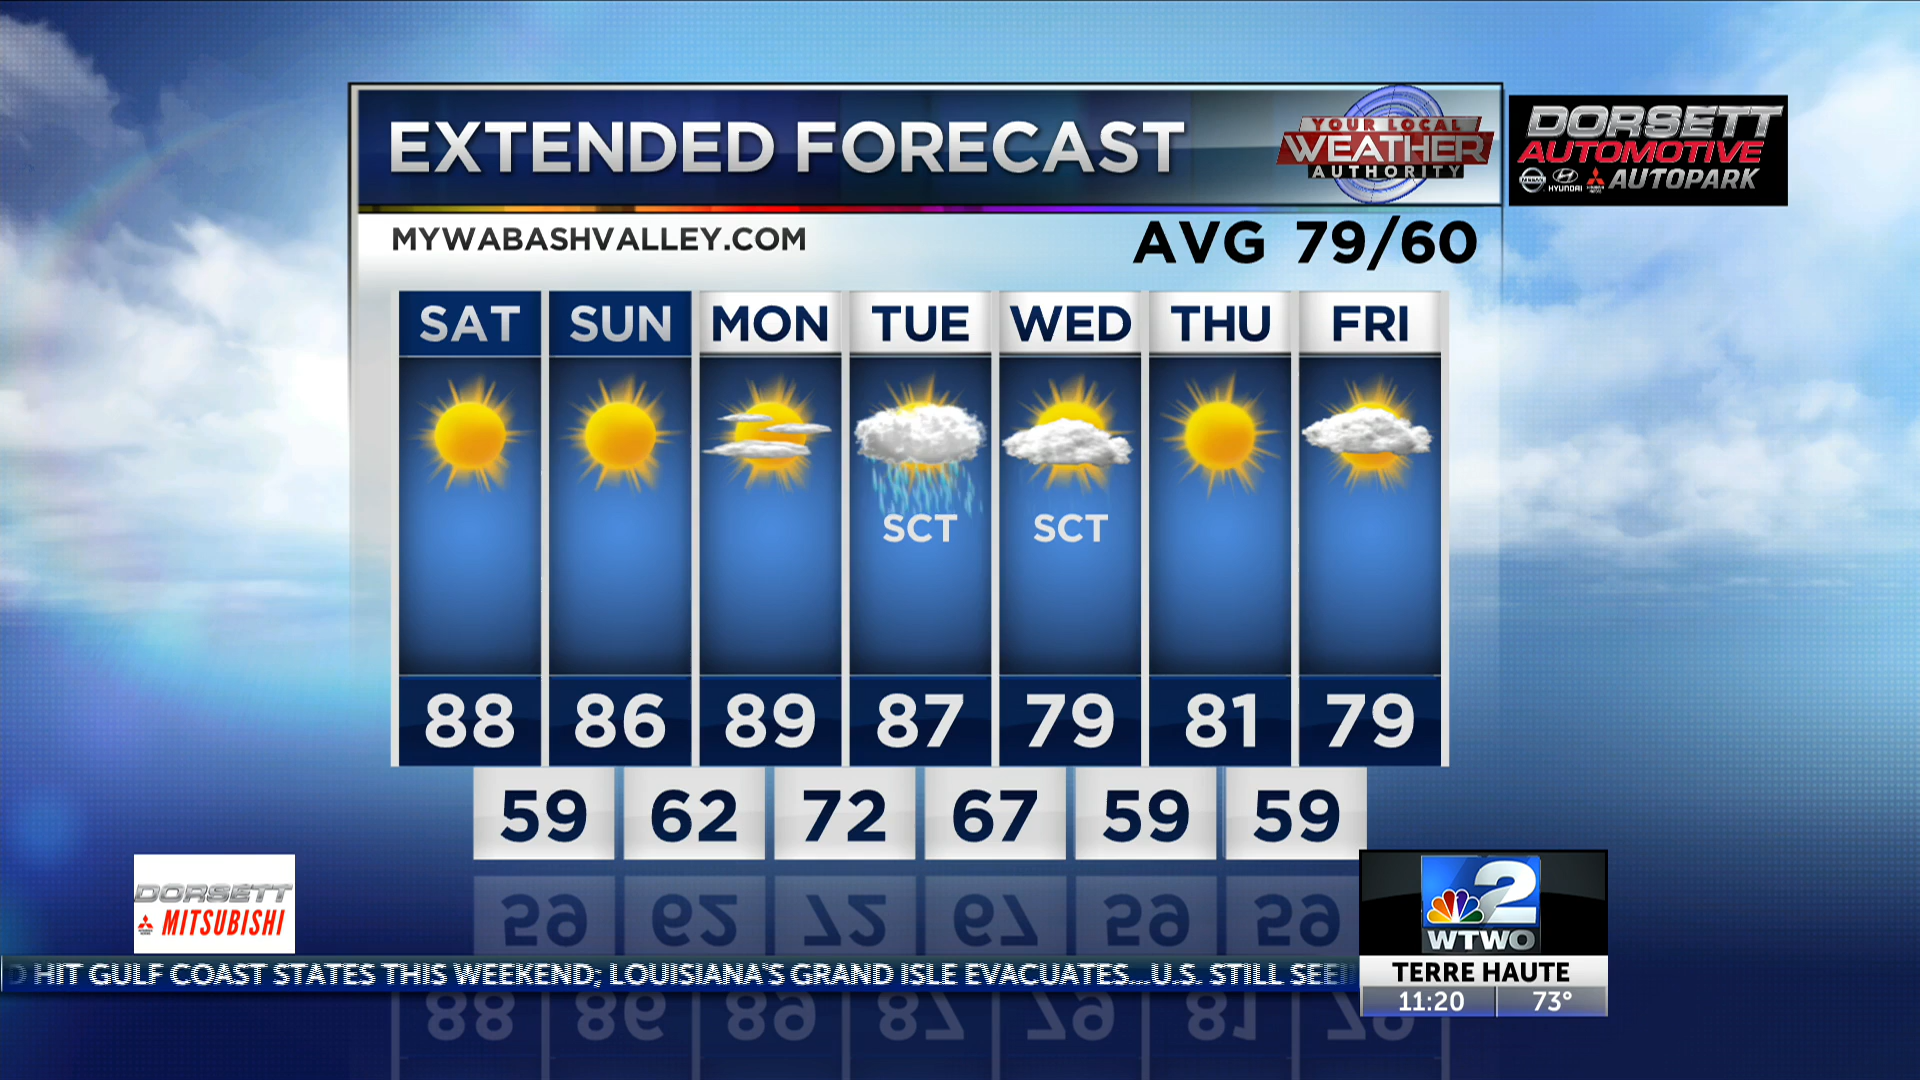 EXTENDED FORECAST
YOUR LOCAL
WEATHER
AUTHORITY
DORSETT
AUTOMOTIVE
NISSAN HYUNDAI AUTOPARK
MYWABASHVALLEY.COM
AVG 79/60
SAT SUN MON TUE WED THU FRI
SCT SCT
88 86 89 87 79 81 79
59 62 72 67 59 59
DORSETT
MITSUBISHI
2
WTWO
D HIT GULF COAST STATES THIS WEEKEND; LOUISIANA'S GRAND ISLE EVACUATES...U.S. STILL SEE
TERRE HAUTE
11:20 73°